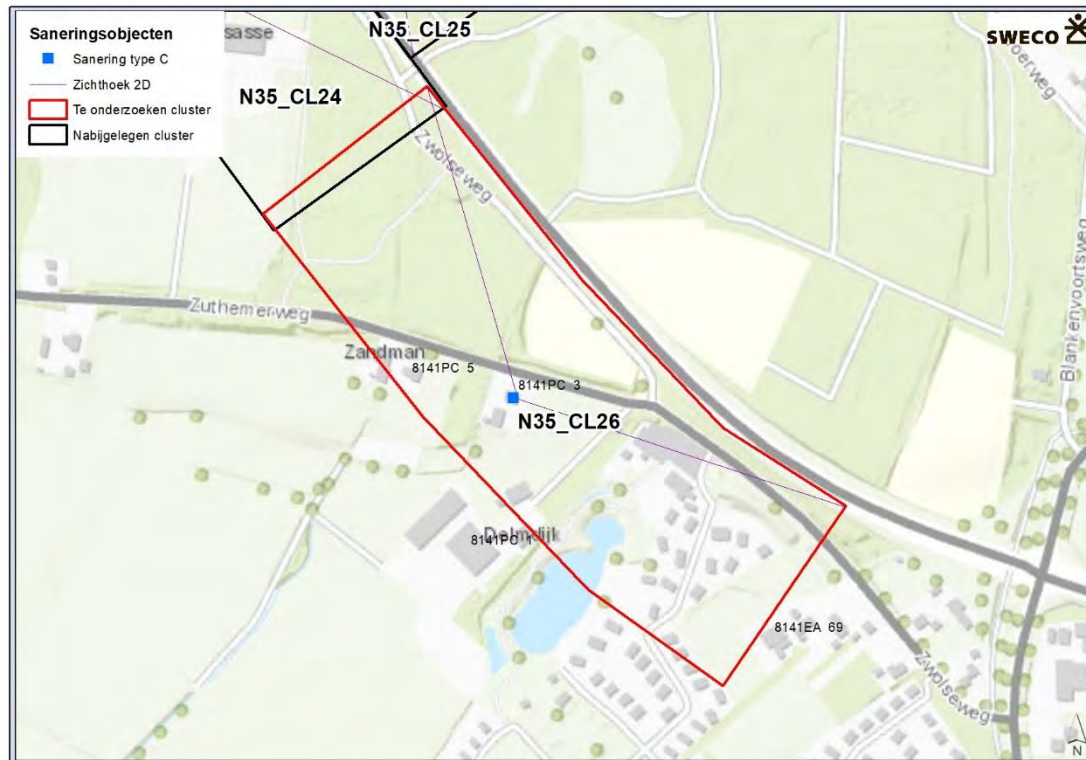 Saneringsobjecten
Sanering type C
Zichthoek 2D
Te onderzoeken cluster
Nabijgelegen cluster
sasse
N35_CL25
SWECO
N35_CL24
Zwolseweg
Blankenvoortsweg
Zuthemerweg
Zandman
8141PC 5
8141PC 3
N35_CL26
8141PC 1
8141EA 69
Zwolseweg
N